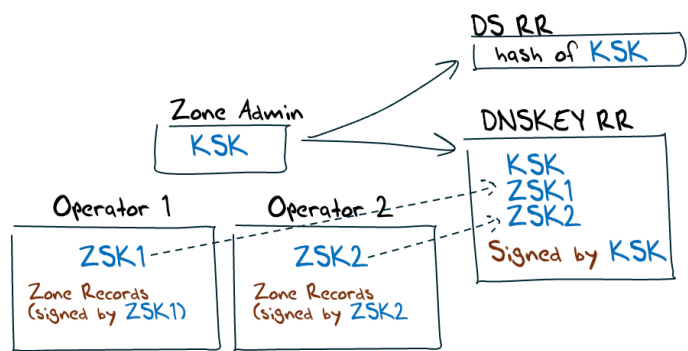 DS RR
hash of KSK
Zone Admin
KSK
DNSKEY RR
KSK
ZSK1
ZSK2
Signed by KSK
Operator 1
ZSK1
Zone Records
(signed by ZSK1)
Operator 2
ZSK2
Zone Records
(signed by ZSK2